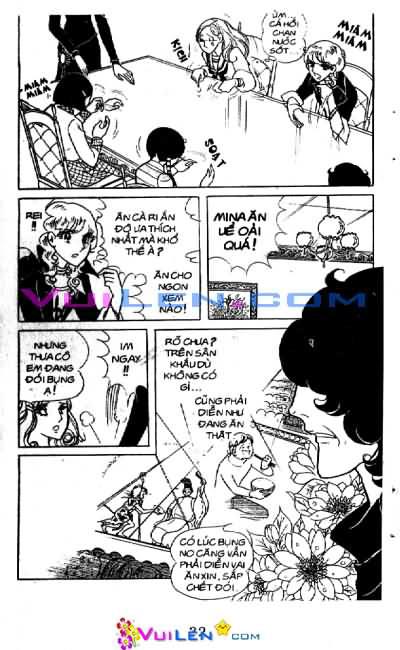 ỪM
CÁ HỒI
CHAN
NƯỚC
SỐT
MIAM
MIAM
KICH
MIAM
MIAM
SOẠT
REI
!!
ĂN CÀ RI ẤN
ĐỘ ƯA THÍCH
NHẤT MÀ KHỔ
THẾ À?
ĂN CHO
NGON
XEM
NÀO!
MINA ĂN
UỂ OẢI
QUÁ!
VUILEN.COM
NHƯNG
THƯA CÔ
EM ĐANG
ĐÓI BỤNG
Ạ!
IM
NGAY
!!
RÕ CHƯA?
TRÊN SÂN
KHẤU DÙ
KHÔNG CÓ
GÌ...
CŨNG PHẢI
DIỄN NHƯ
ĐANG ĂN
THẬT
CÓ LÚC BỤNG
NO CĂNG VẪN
PHẢI DIỄN VAI
ĂN XIN, SẮP
CHẾT ĐÓI
VUILEN.COM